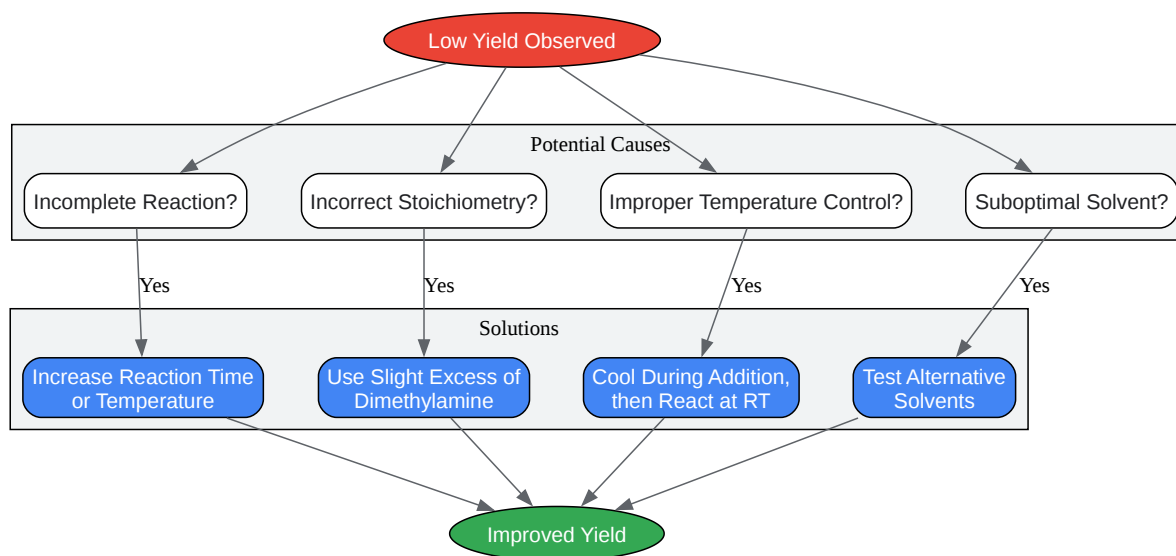 Low Yield Observed
Potential Causes
Incomplete Reaction?
Incorrect Stoichiometry?
Improper Temperature Control?
Suboptimal Solvent?
Yes
Yes
Yes
Yes
Solutions
Increase Reaction Time
or Temperature
Use Slight Excess of
Dimethylamine
Cool During Addition,
then React at RT
Test Alternative
Solvents
Improved Yield